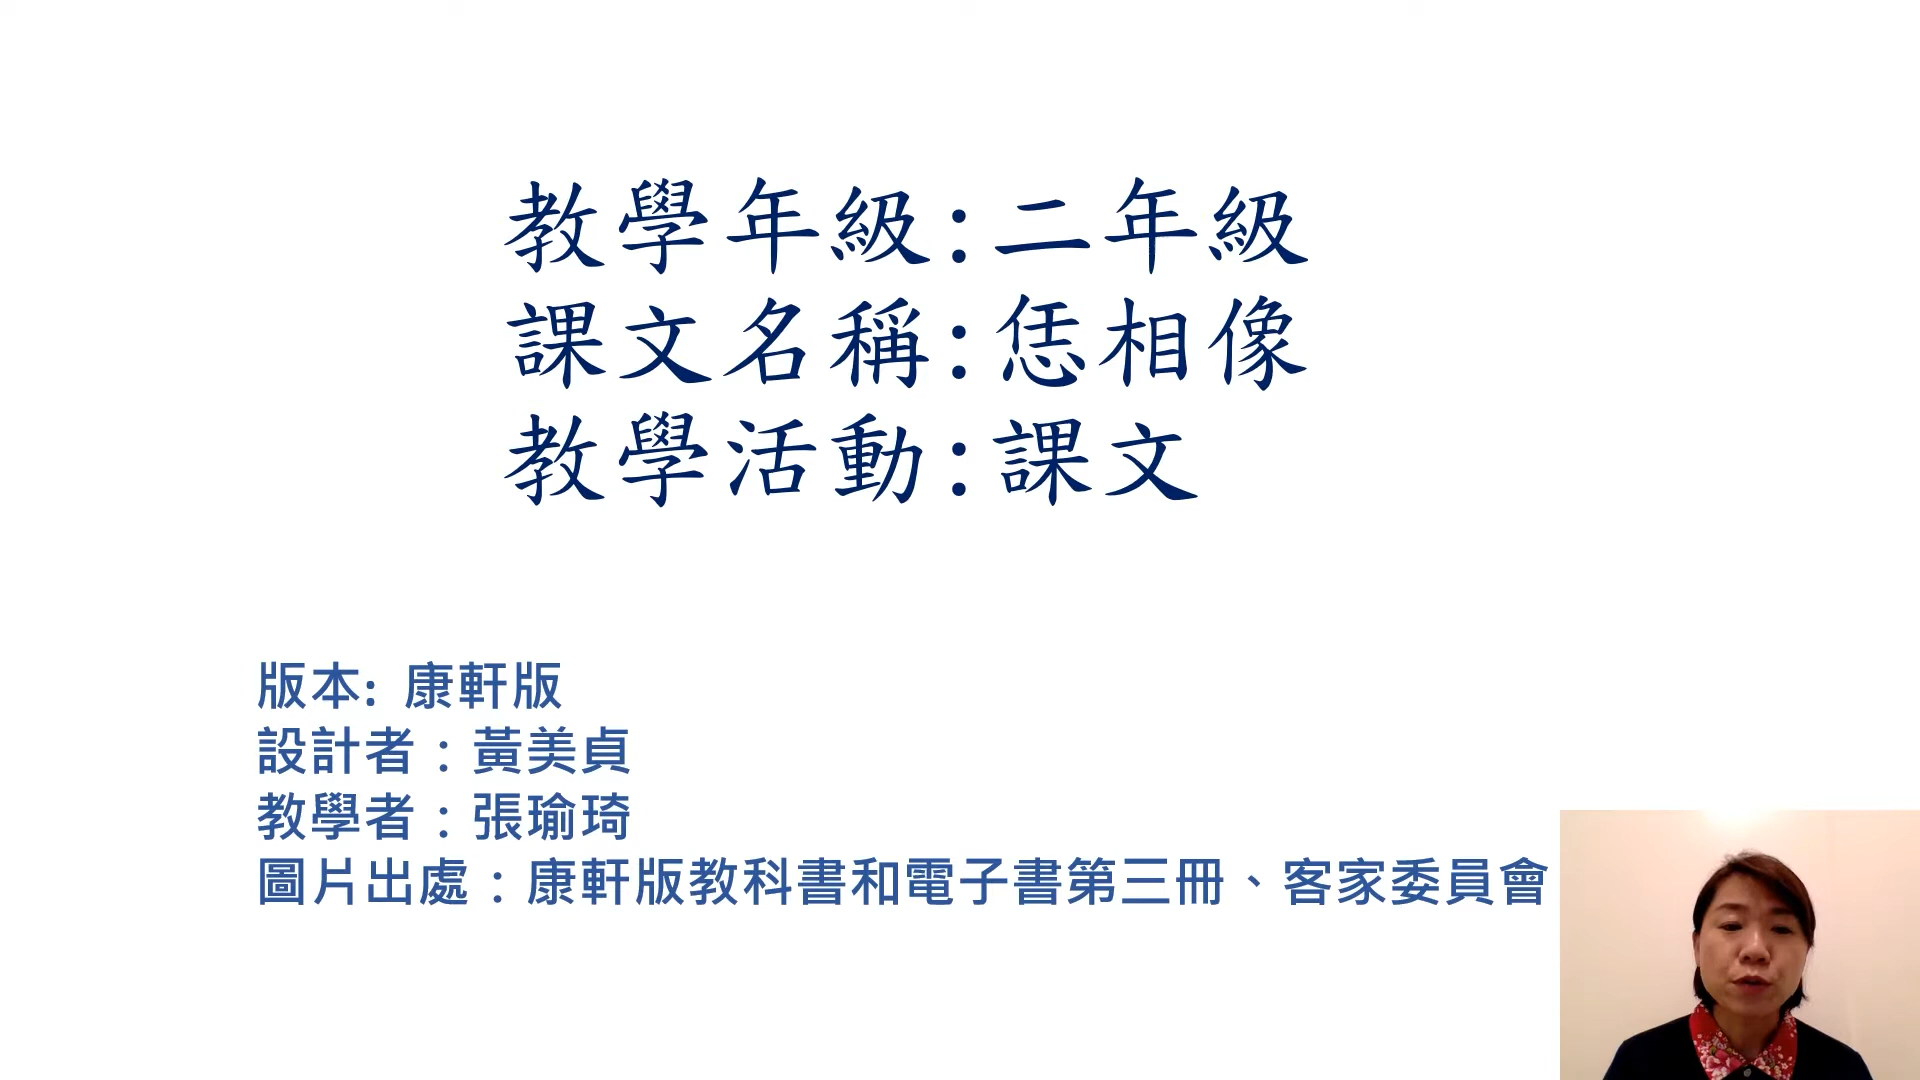 教學年級:二年級
課文名稱:恁相像
教學活動:課文
版本: 康軒版
設計者：黃美貞
教學者：張瑜琦
圖片出處：康軒版教科書和電子書第三冊、客家委員會